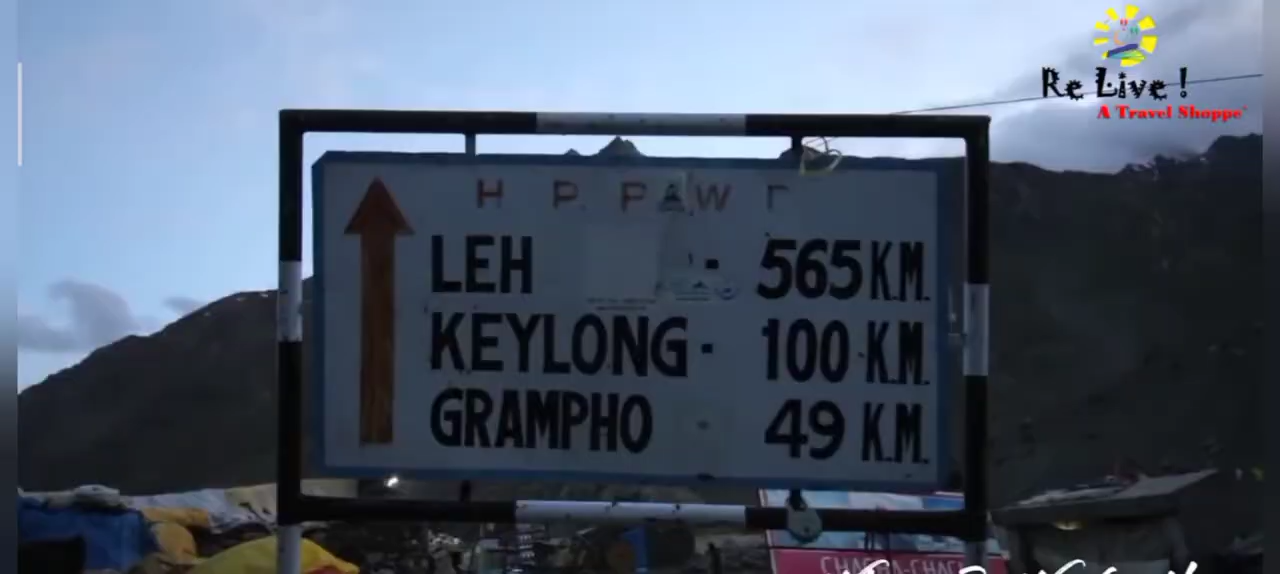 Re Live !
A Travel Shoppe
H P. P.W D
LEH - 565 K.M.
KEYLONG - 100 K.M.
GRAMPHO - 49 K.M.